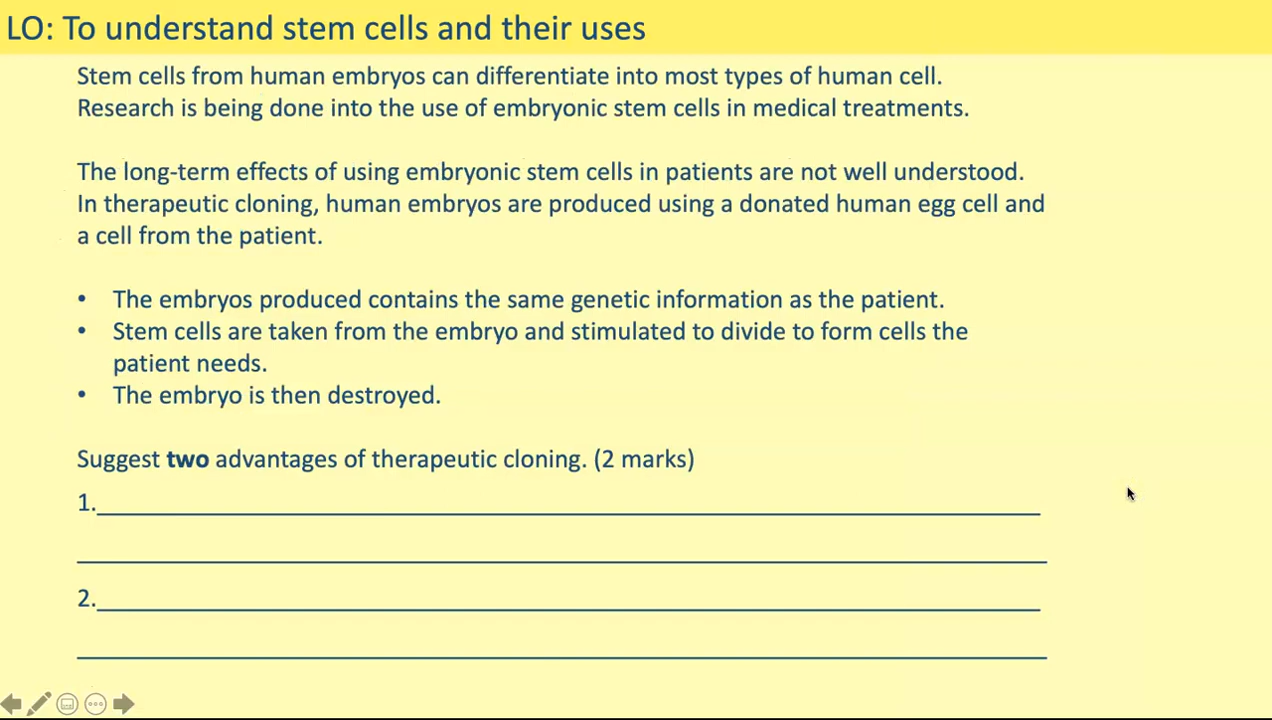 LO: To understand stem cells and their uses
Stem cells from human embryos can differentiate into most types of human cell.
Research is being done into the use of embryonic stem cells in medical treatments.
The long-term effects of using embryonic stem cells in patients are not well understood.
In therapeutic cloning, human embryos are produced using a donated human egg cell and
a cell from the patient.
• The embryos produced contains the same genetic information as the patient.
• Stem cells are taken from the embryo and stimulated to divide to form cells the
patient needs.
• The embryo is then destroyed.
Suggest two advantages of therapeutic cloning. (2 marks)
1.
2.